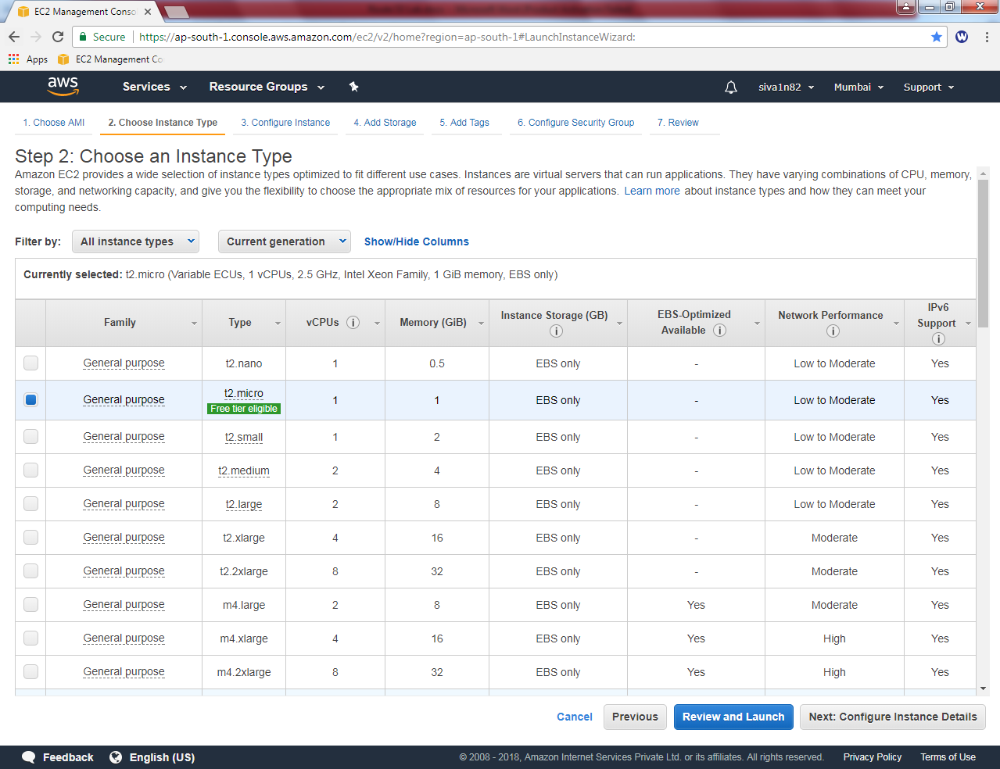 EC2 Management Conso
Secure https://ap-south-1.console.aws.amazon.com/ec2/v2/home?region=ap-south-1#LaunchInstanceWizard:
W
Apps EC2 Management Co
aws Services Resource Groups siva1n82 Mumbai Support
1. Choose AMI 2. Choose Instance Type 3. Configure Instance 4. Add Storage 5. Add Tags 6. Configure Security Group 7. Review
Step 2: Choose an Instance Type
Amazon EC2 provides a wide selection of instance types optimized to fit different use cases. Instances are virtual servers that can run applications. They have varying combinations of CPU, memory,
storage, and networking capacity, and give you the flexibility to choose the appropriate mix of resources for your applications. Learn more about instance types and how they can meet your
computing needs.
Filter by: All instance types Current generation Show/Hide Columns
Currently selected: t2.micro (Variable ECUs, 1 vCPUs, 2.5 GHz, Intel Xeon Family, 1 GiB memory, EBS only)
Family Type vCPUs i Memory (GiB) Instance Storage (GB) i EBS-Optimized Available i Network Performance i IPv6 Support i
General purpose t2.nano 1 0.5 EBS only - Low to Moderate Yes
General purpose t2.micro Free tier eligible 1 1 EBS only - Low to Moderate Yes
General purpose t2.small 1 2 EBS only - Low to Moderate Yes
General purpose t2.medium 2 4 EBS only - Low to Moderate Yes
General purpose t2.large 2 8 EBS only - Low to Moderate Yes
General purpose t2.xlarge 4 16 EBS only - Moderate Yes
General purpose t2.2xlarge 8 32 EBS only - Moderate Yes
General purpose m4.large 2 8 EBS only Yes Moderate Yes
General purpose m4.xlarge 4 16 EBS only Yes High Yes
General purpose m4.2xlarge 8 32 EBS only Yes High Yes
Cancel Previous Review and Launch Next: Configure Instance Details
Feedback English (US) © 2008 - 2018, Amazon Internet Services Private Ltd. or its affiliates. All rights reserved. Privacy Policy Terms of Use